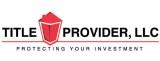 TITLE PROVIDER, LLC
PROTECTING YOUR INVESTMENT